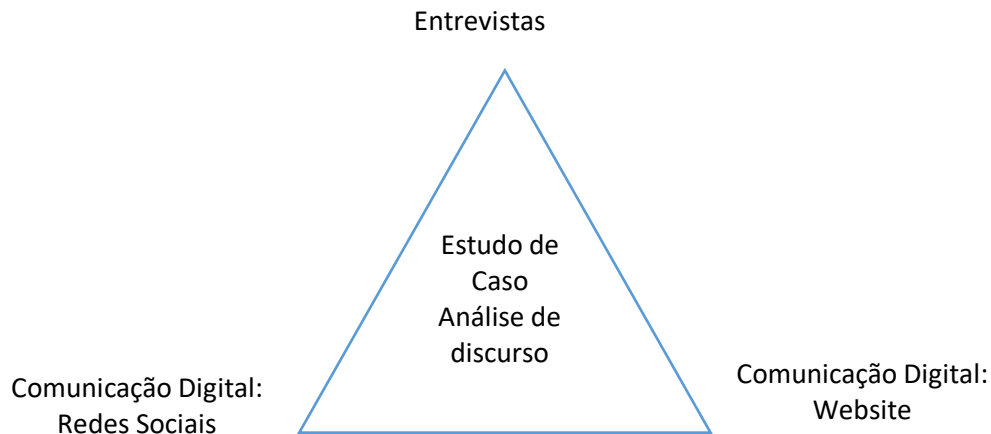 Entrevistas
Estudo de
Caso
Análise de
discurso
Comunicação Digital:
Redes Sociais
Comunicação Digital:
Website